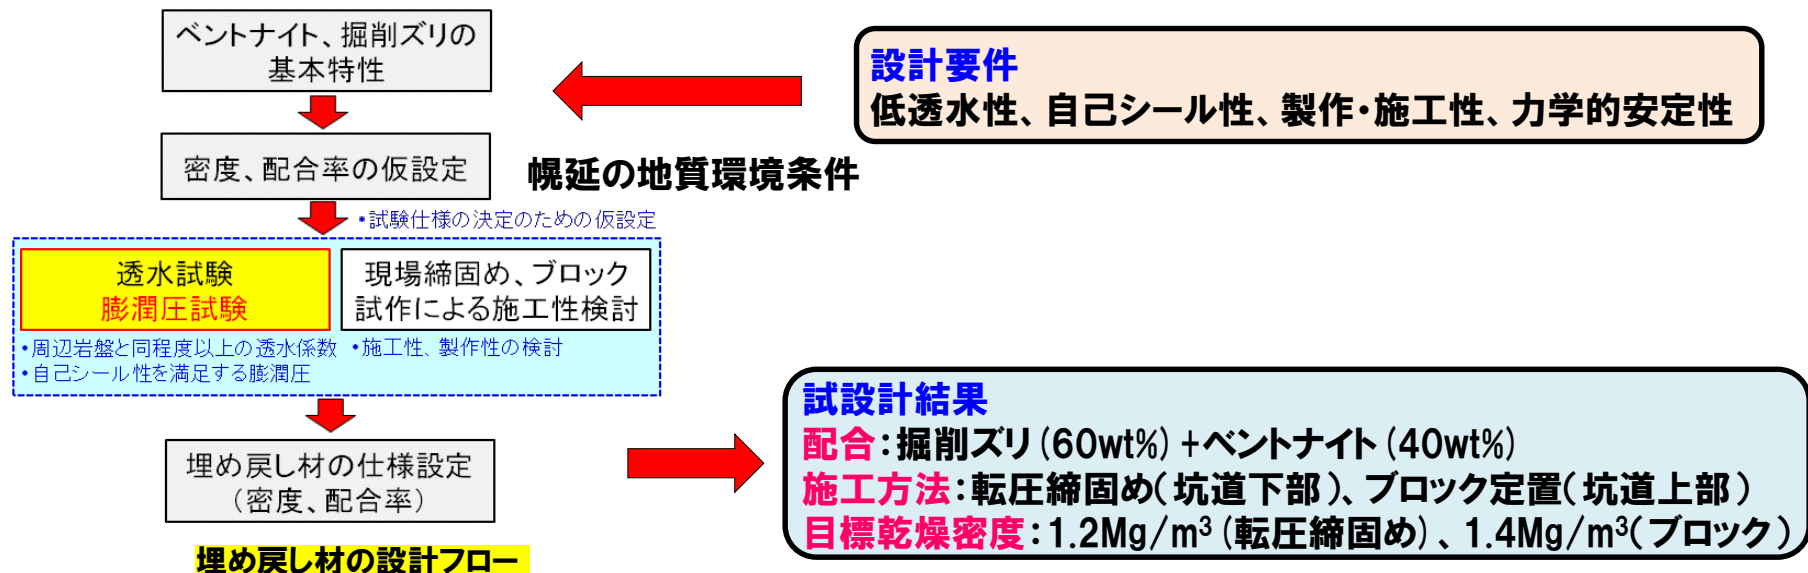 ベントナイト、掘削ズリの
基本特性
設計要件
低透水性、自己シール性、製作・施工性、力学的安定性
密度、配合率の仮設定
幌延の地質環境条件
•試験仕様の決定のための仮設定
透水試験
膨潤圧試験
現場締固め、ブロック
試作による施工性検討
•周辺岩盤と同程度以上の透水係数
•自己シール性を満足する膨潤圧
•施工性、製作性の検討
埋め戻し材の仕様設定
（密度、配合率）
埋め戻し材の設計フロー
試設計結果
配合：掘削ズリ（60wt%）+ベントナイト（40wt%）
施工方法：転圧締固め（坑道下部）、ブロック定置（坑道上部）
目標乾燥密度：1.2Mg/m³（転圧締固め）、1.4Mg/m³（ブロック）